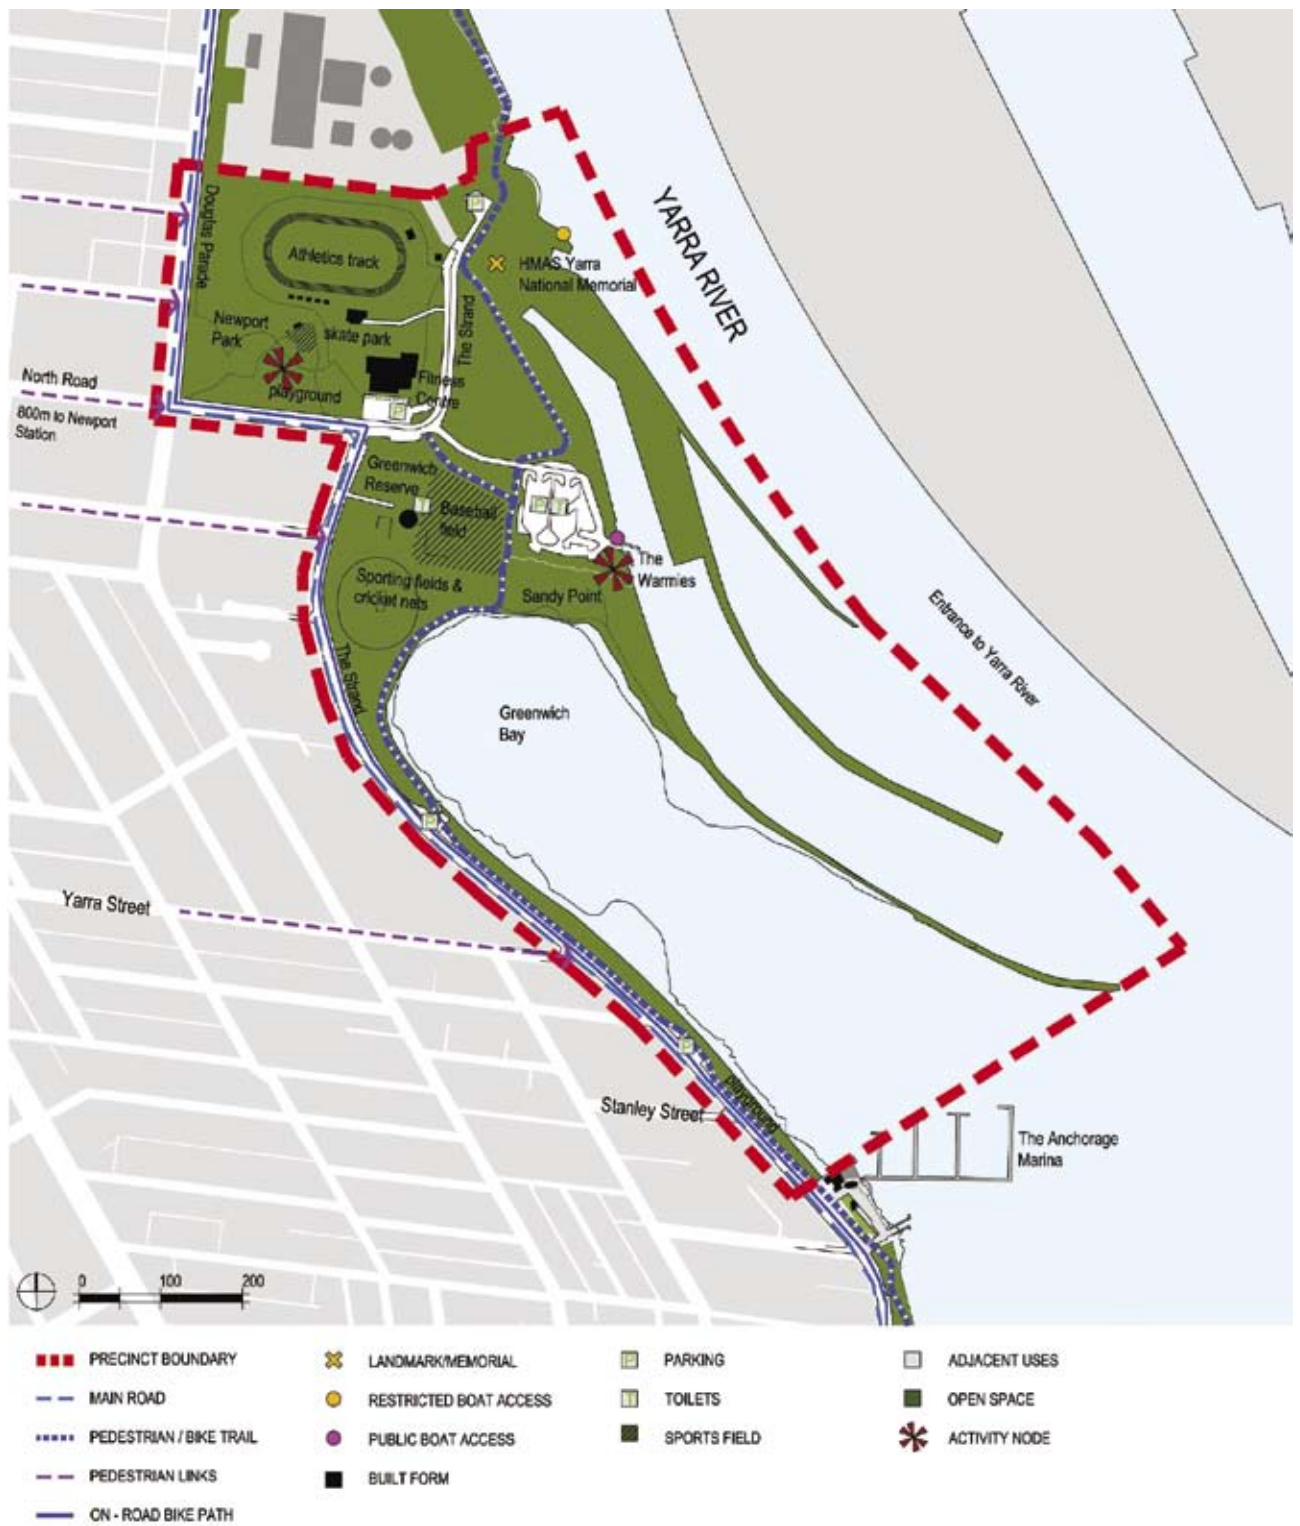 Douglas Parade
YARRA RIVER
Athletics track
HMAS Yarra
National Memorial
Newport
Park
skate park
The Strand
North Road
playground
Fitness
Centre
800m to Newport
Station
Greenwich
Reserve
Baseball
field
The
Warmies
Sporting fields &
cricket nets
Sandy Point
Entrance to Yarra River
The Strand
Greenwich
Bay
Yarra Street
playground
Stanley Street
The Anchorage
Marina
0 100 200
P
P
T
P
T
P
P
PRECINCT BOUNDARY
MAIN ROAD
PEDESTRIAN / BIKE TRAIL
PEDESTRIAN LINKS
ON - ROAD BIKE PATH
LANDMARK/MEMORIAL
RESTRICTED BOAT ACCESS
PUBLIC BOAT ACCESS
BUILT FORM
P PARKING
T TOILETS
SPORTS FIELD
ADJACENT USES
OPEN SPACE
ACTIVITY NODE